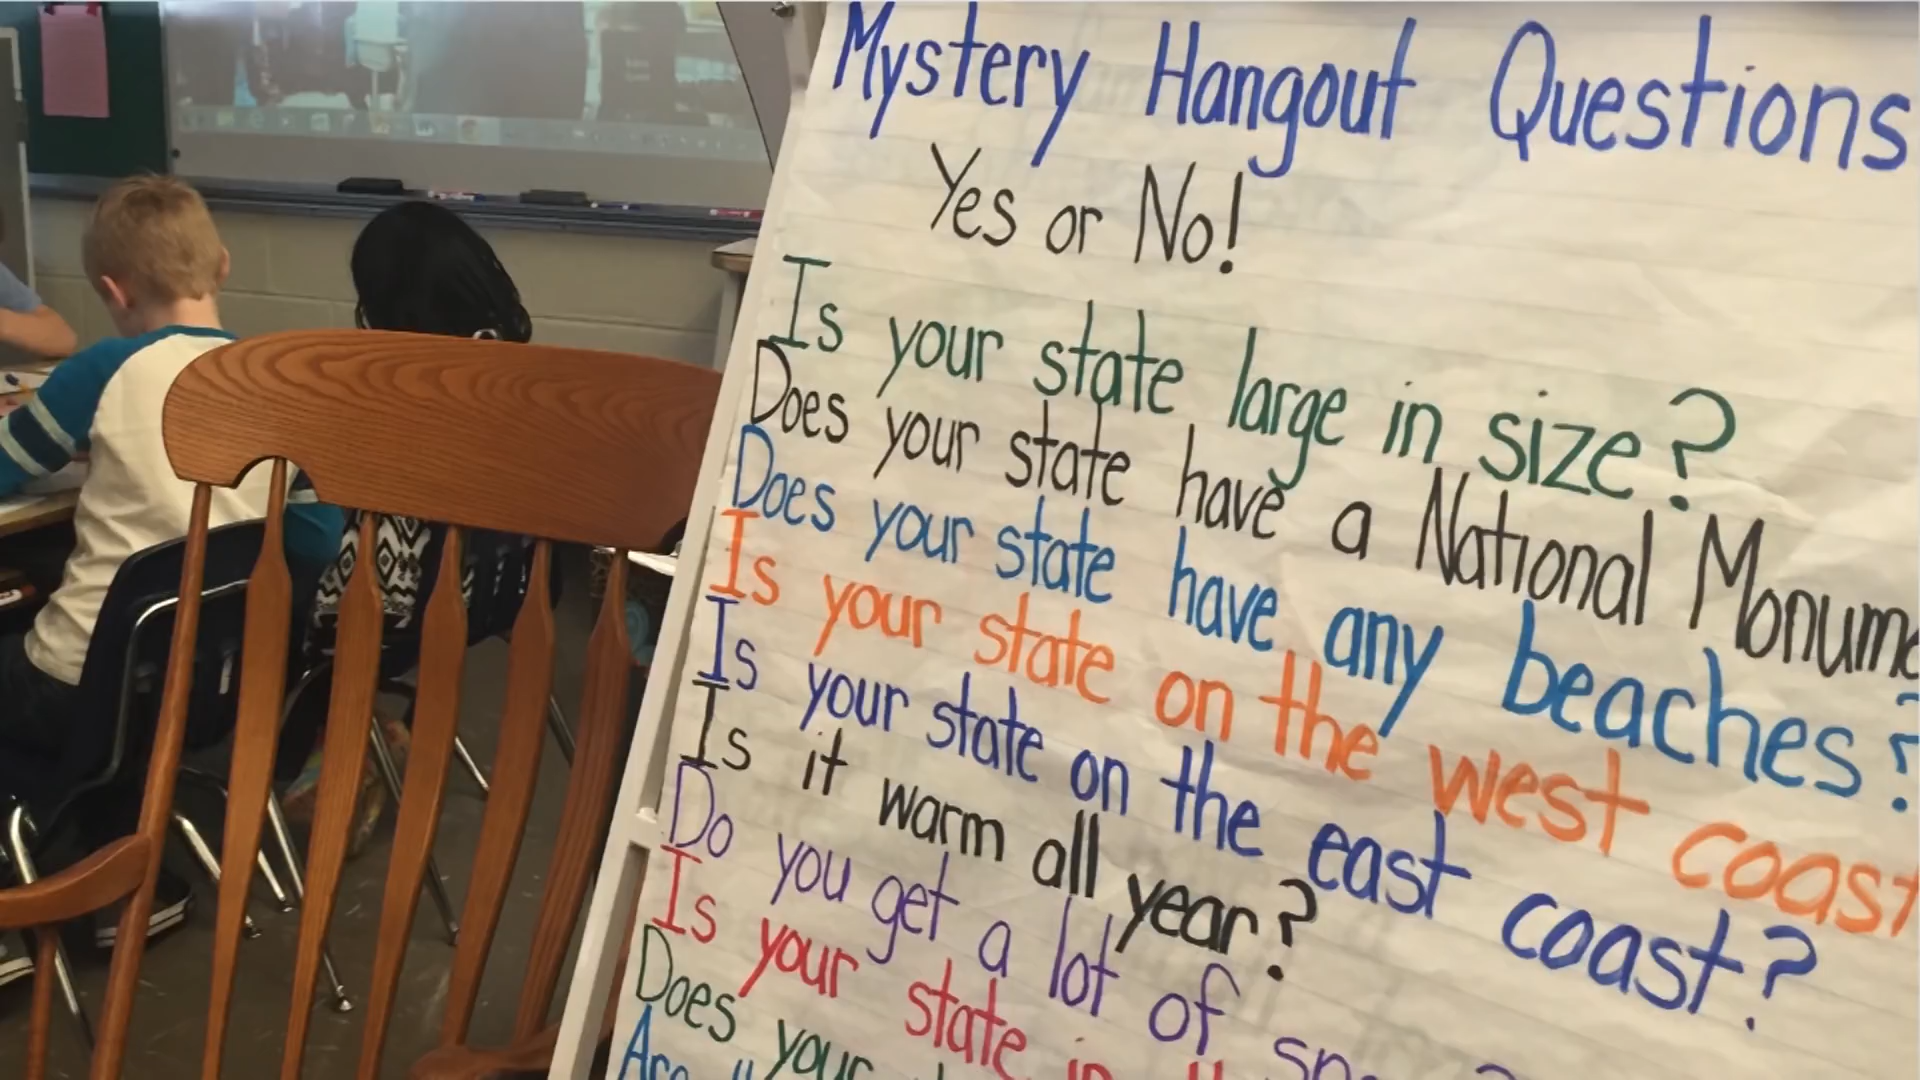 Mystery Hangout Questions
Yes or No!
Is your state large in size?
Does your state have a National
Does your state have any beaches?
Is your state on the west coast
Is your state on the east coast?
Is it warm all year?
Do you get a lot of
Is your state in
Does your